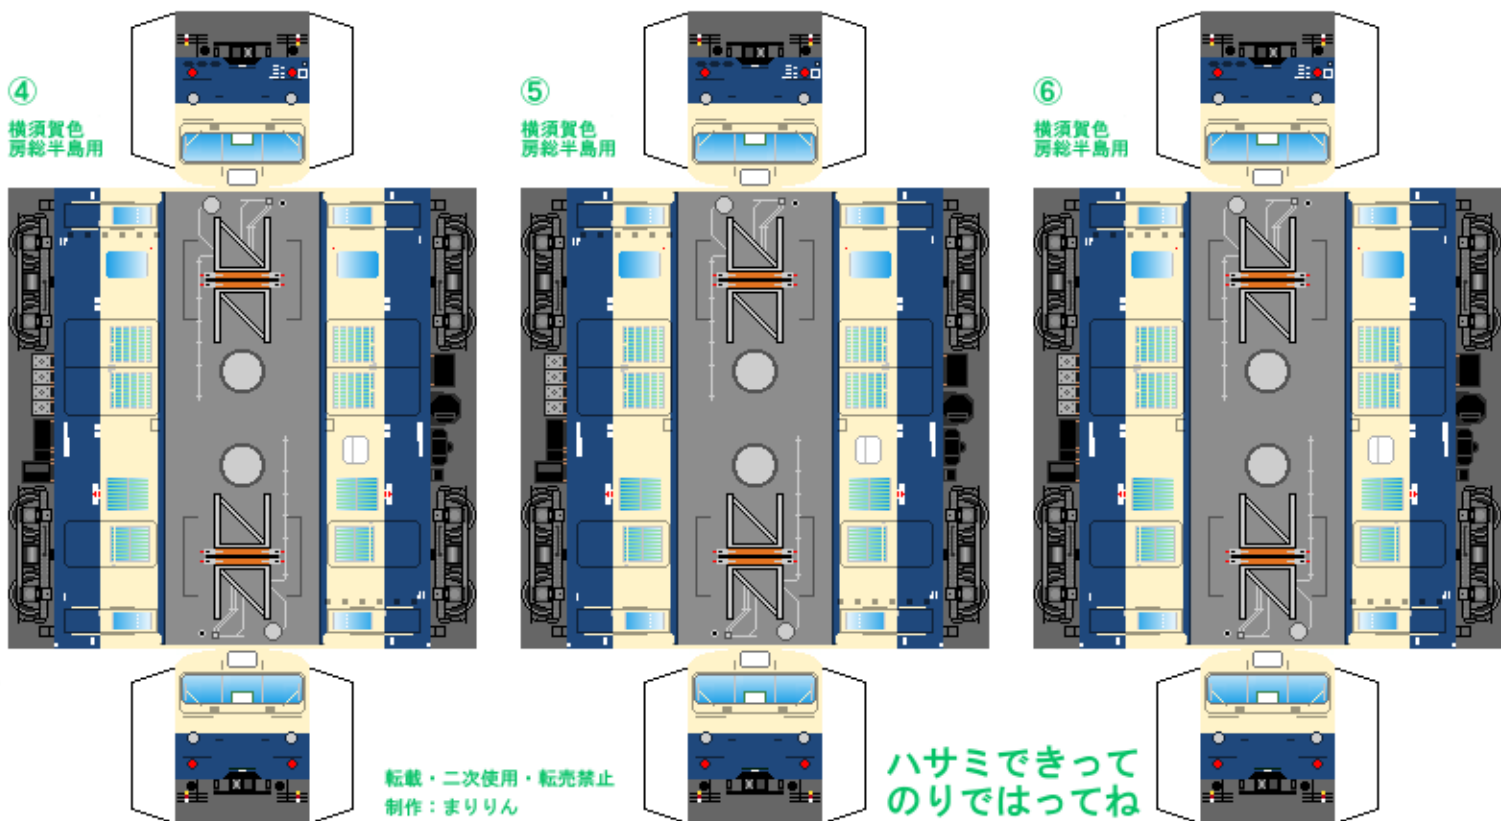 ④
横須賀色
房総半島用
⑤
横須賀色
房総半島用
⑥
横須賀色
房総半島用
転載・二次使用・転売禁止
制作：まりりん
ハサミできって
のりではってね